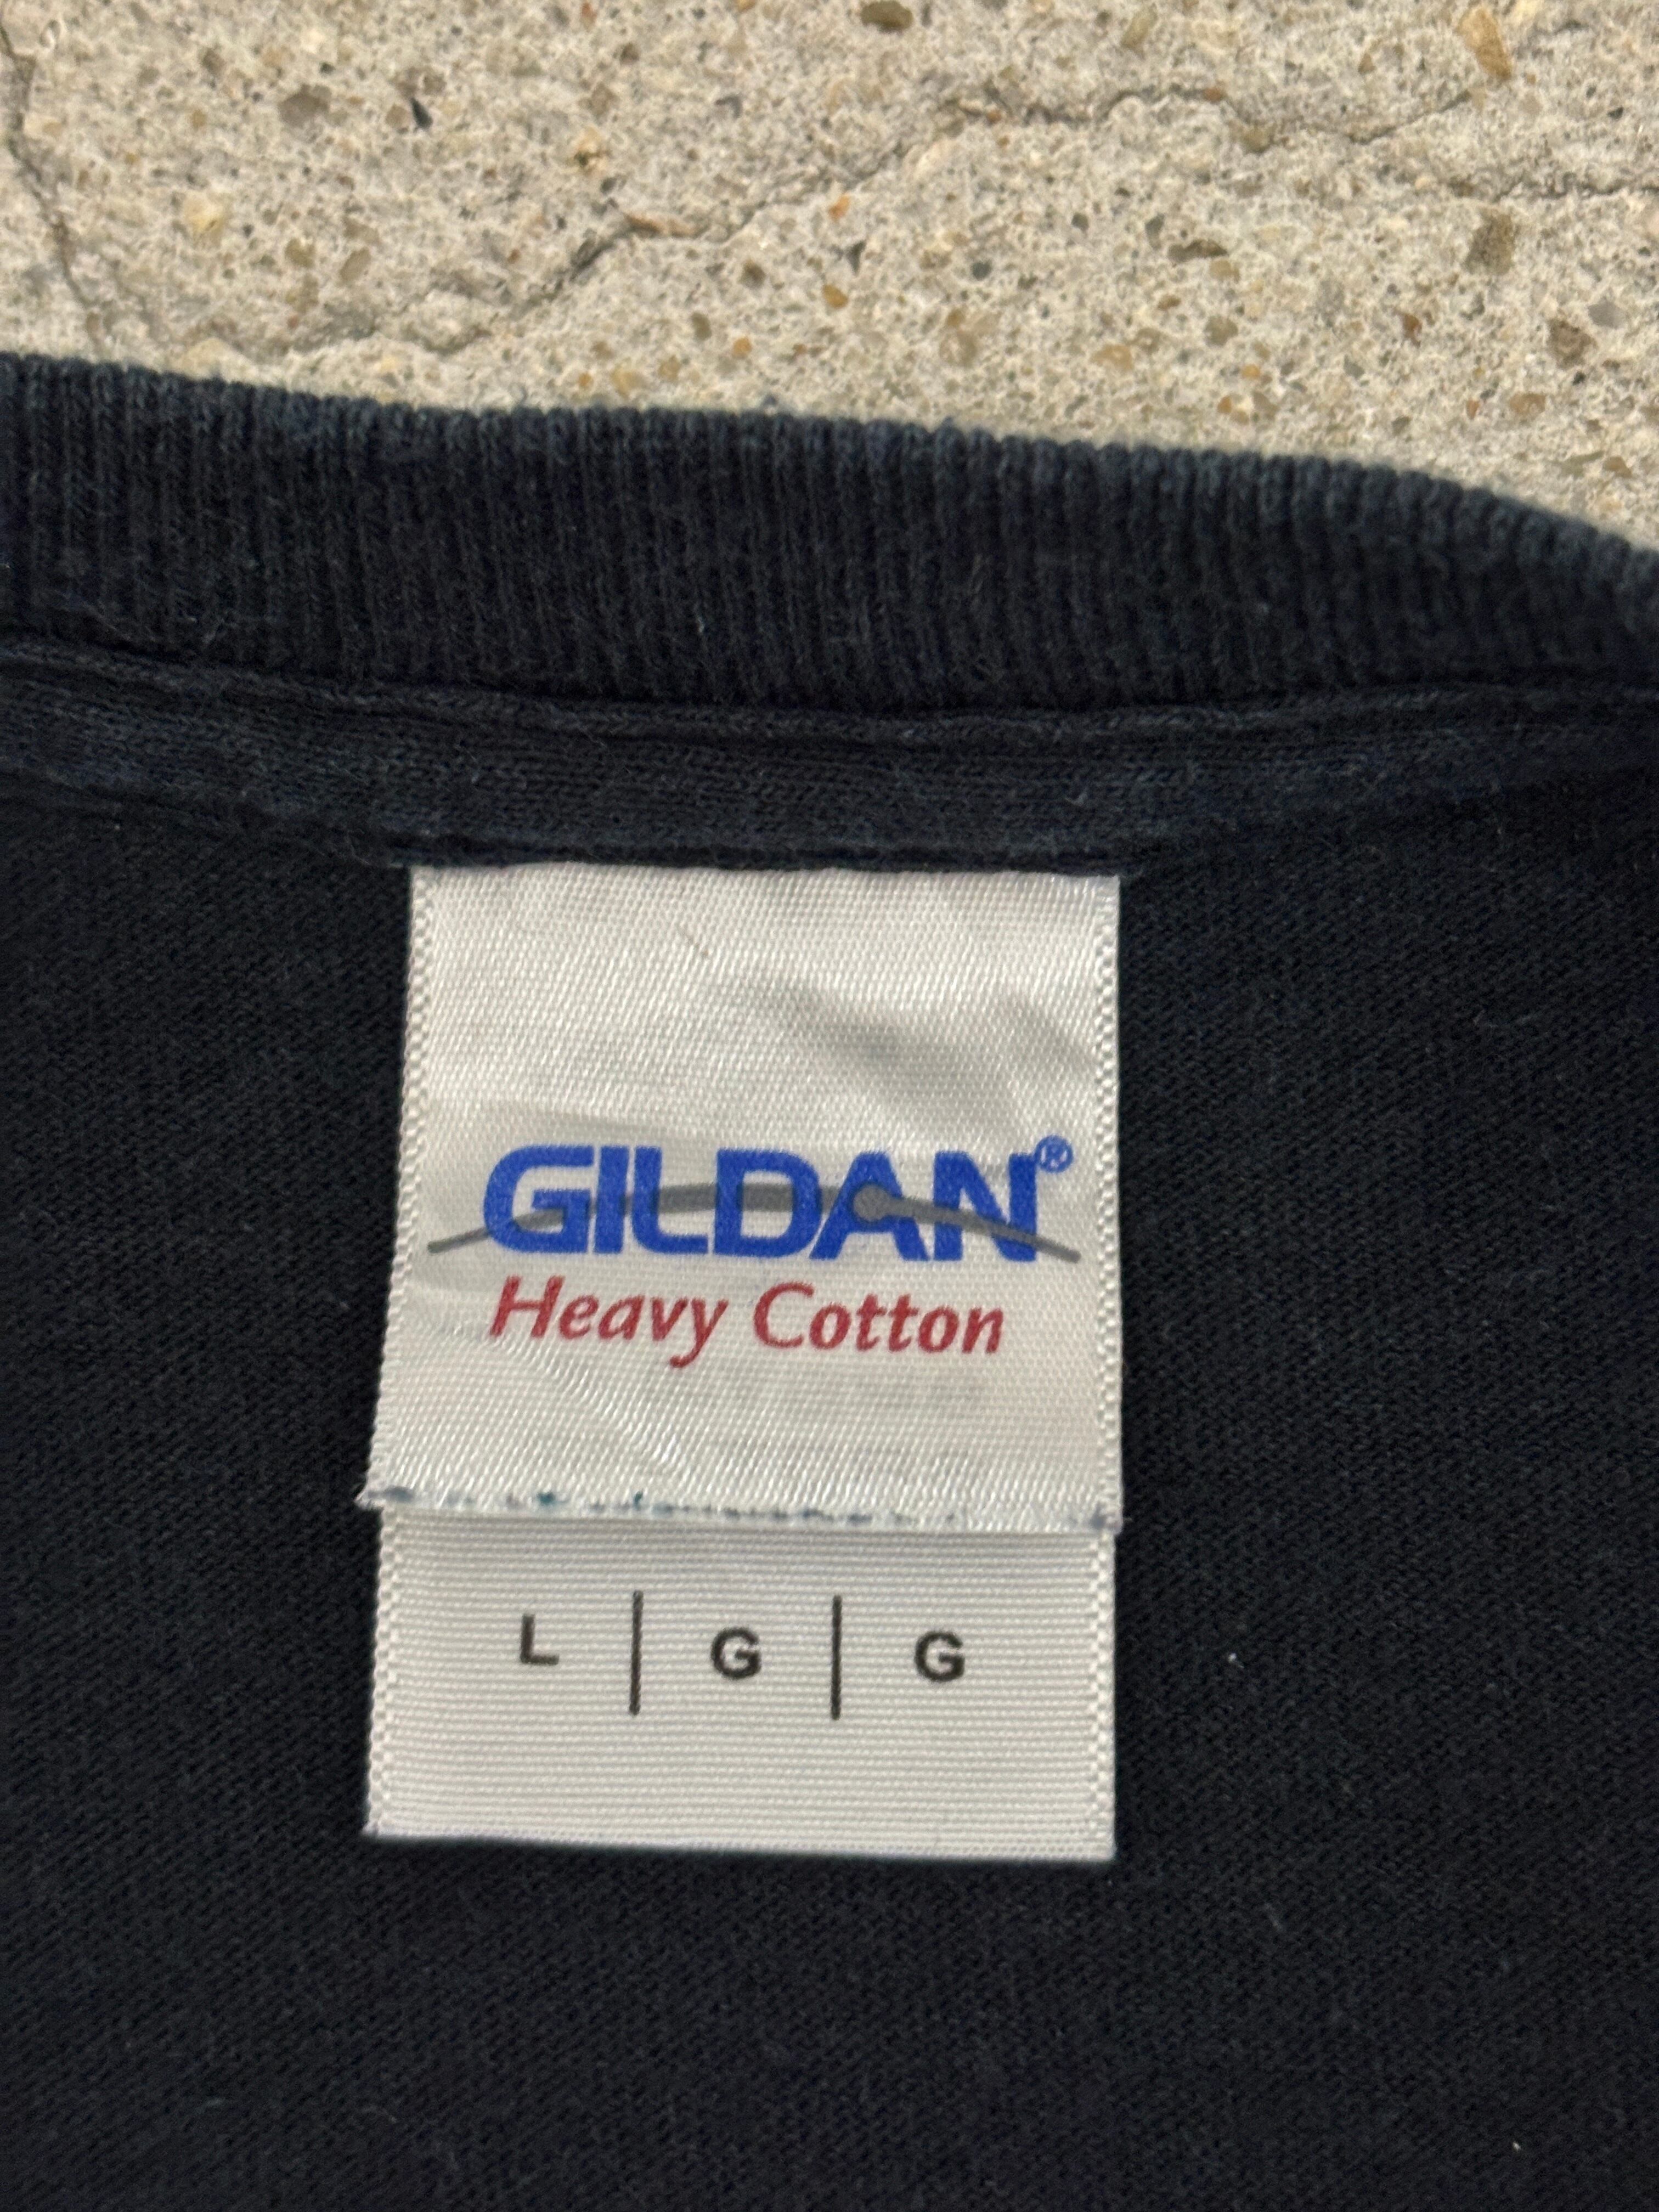 GILDAN®
Heavy Cotton
L | G | G